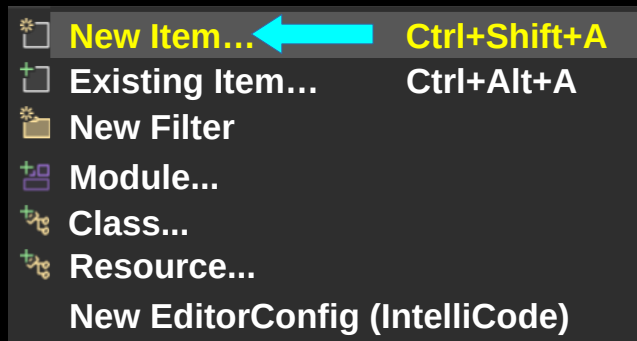 New Item… Ctrl+Shift+A
Existing Item… Ctrl+Alt+A
New Filter
Module...
Class...
Resource...
New EditorConfig (IntelliCode)